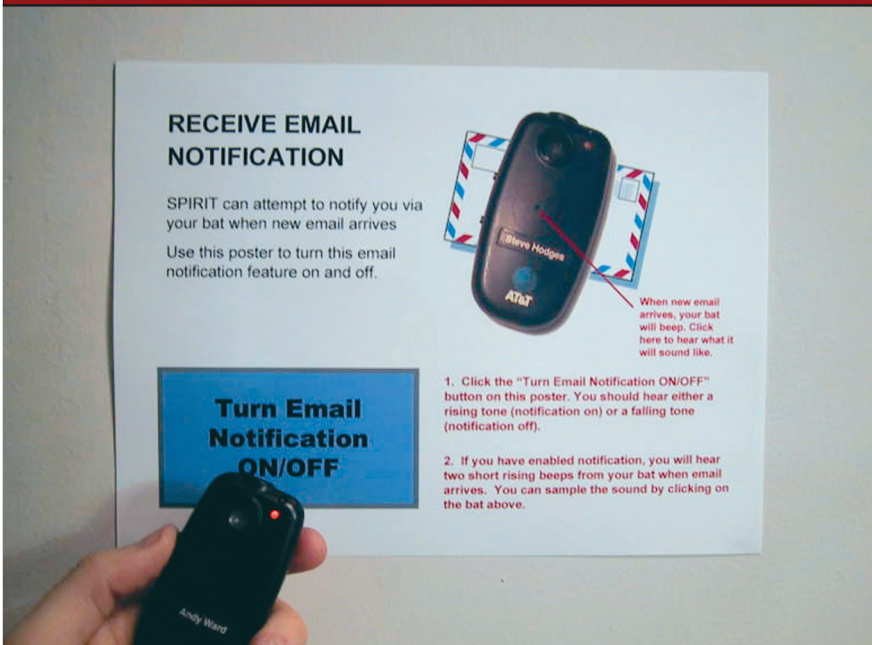 RECEIVE EMAIL
NOTIFICATION
SPIRIT can attempt to notify you via
your bat when new email arrives
Use this poster to turn this email
notification feature on and off.
Steve Hodges
AT&T
When new email
arrives, your bat
will beep. Click
here to hear what it
will sound like.
Turn Email
Notification
ON/OFF
1. Click the “Turn Email Notification ON/OFF”
button on this poster. You should hear either a
rising tone (notification on) or a falling tone
(notification off).
2. If you have enabled notification, you will hear
two short rising beeps from your bat when email
arrives. You can sample the sound by clicking on
the bat above.
Andy Ward